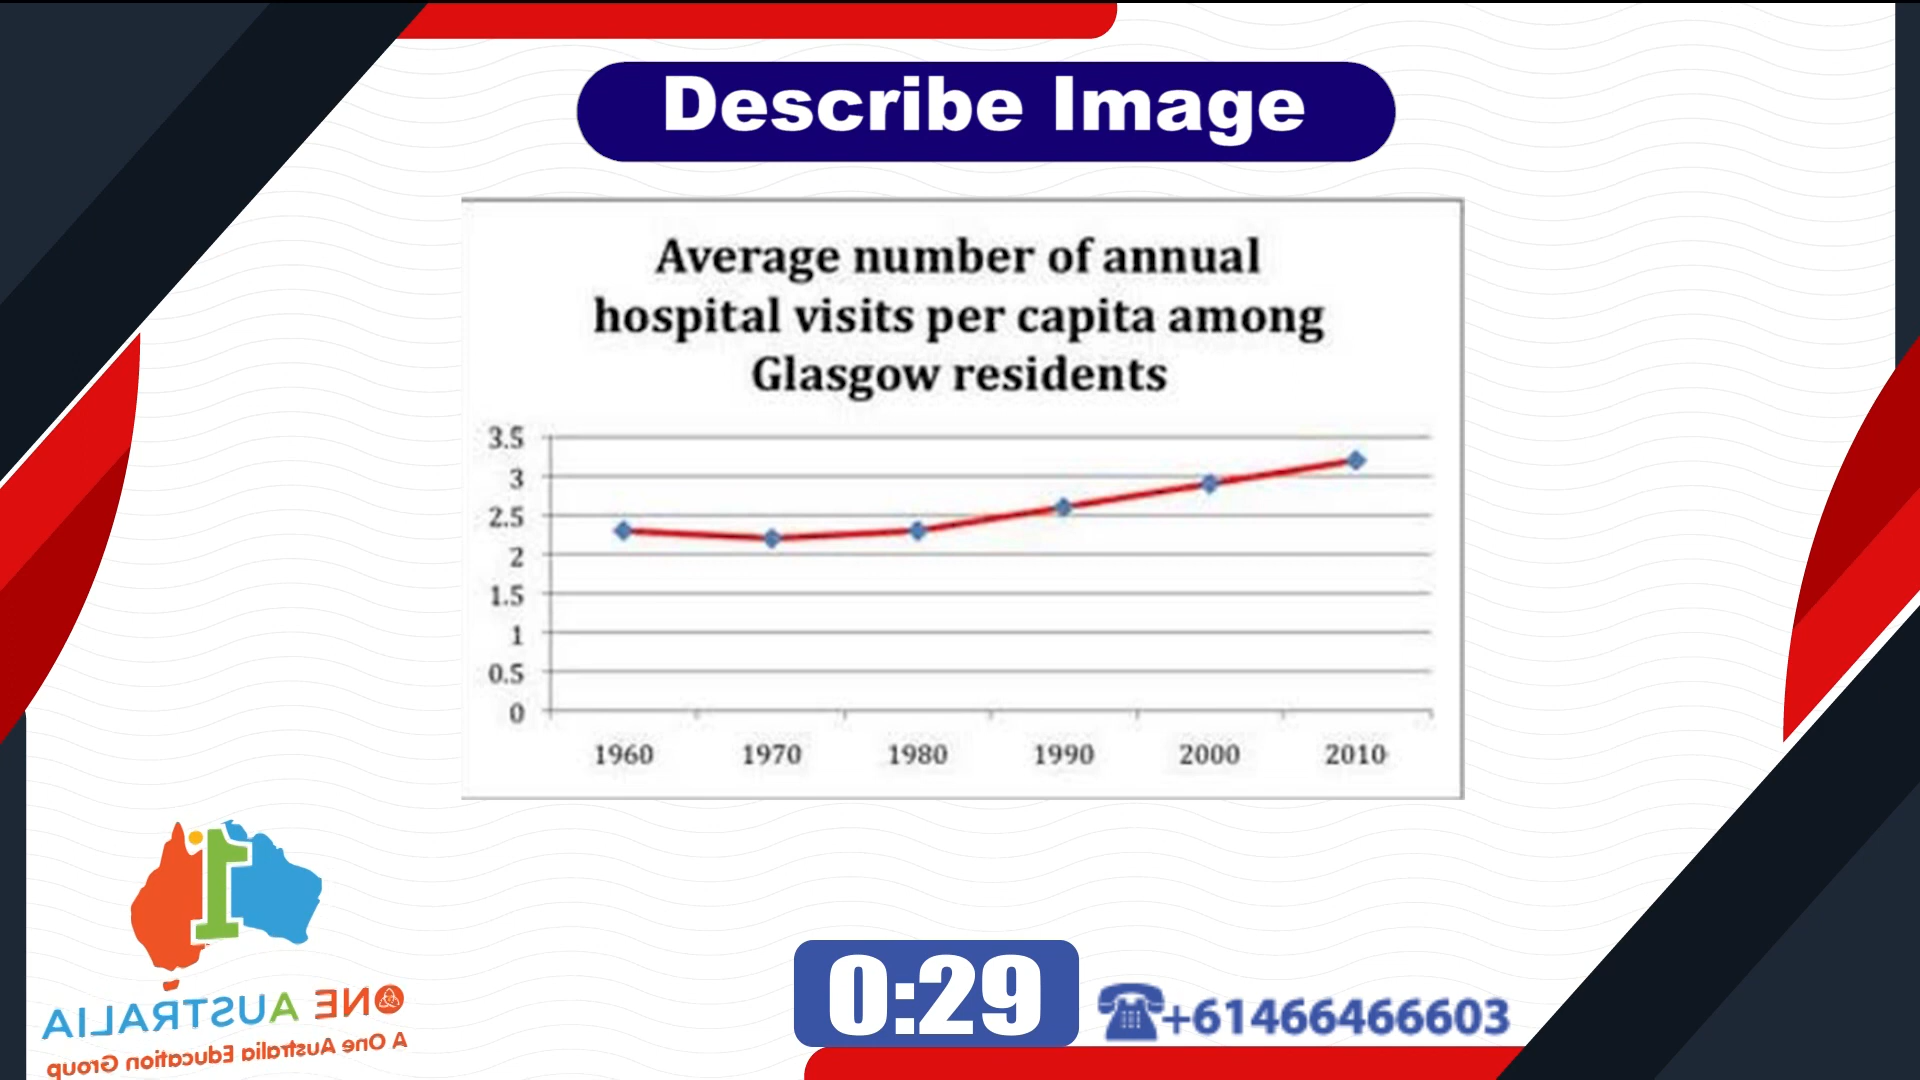 Describe Image
Average number of annual
hospital visits per capita among
Glasgow residents
3.5
3
2.5
2
1.5
1
0.5
0
1960 1970 1980 1990 2000 2010
1
ONE AUSTRALIA
A One Australia Education Group
0:29
+61466466603